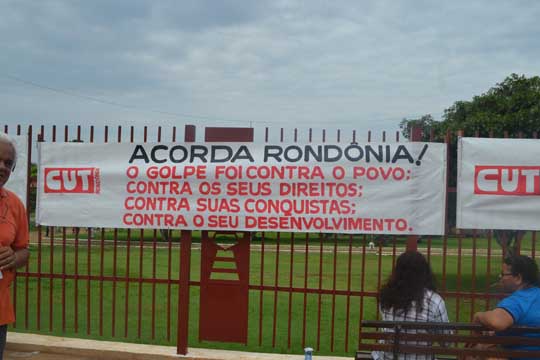 CUT
ACORDA RONDÔNIA!
O GOLPE FOI CONTRA O POVO;
CONTRA OS SEUS DIREITOS;
CONTRA SUAS CONQUISTAS;
CONTRA O SEU DESENVOLVIMENTO.
CUT